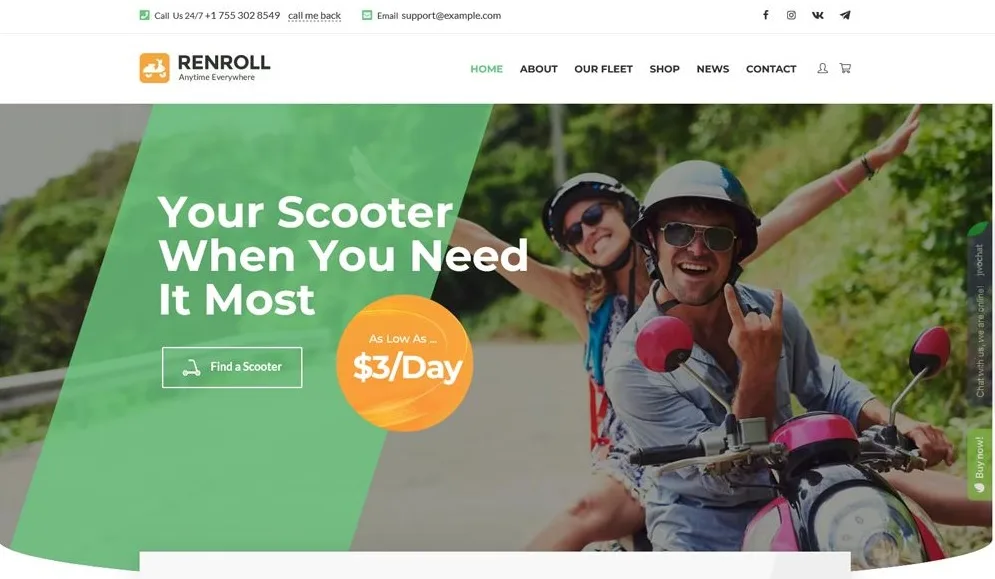 Call Us 24/7 +1 755 302 8549 call me back
Email support@example.com
RENROLL
Anytime Everywhere
HOME ABOUT OUR FLEET SHOP NEWS CONTACT
Your Scooter
When You Need
It Most
As Low As ...
$3/Day
Find a Scooter
jivochat
Chat with us, we are online!
Buy now!